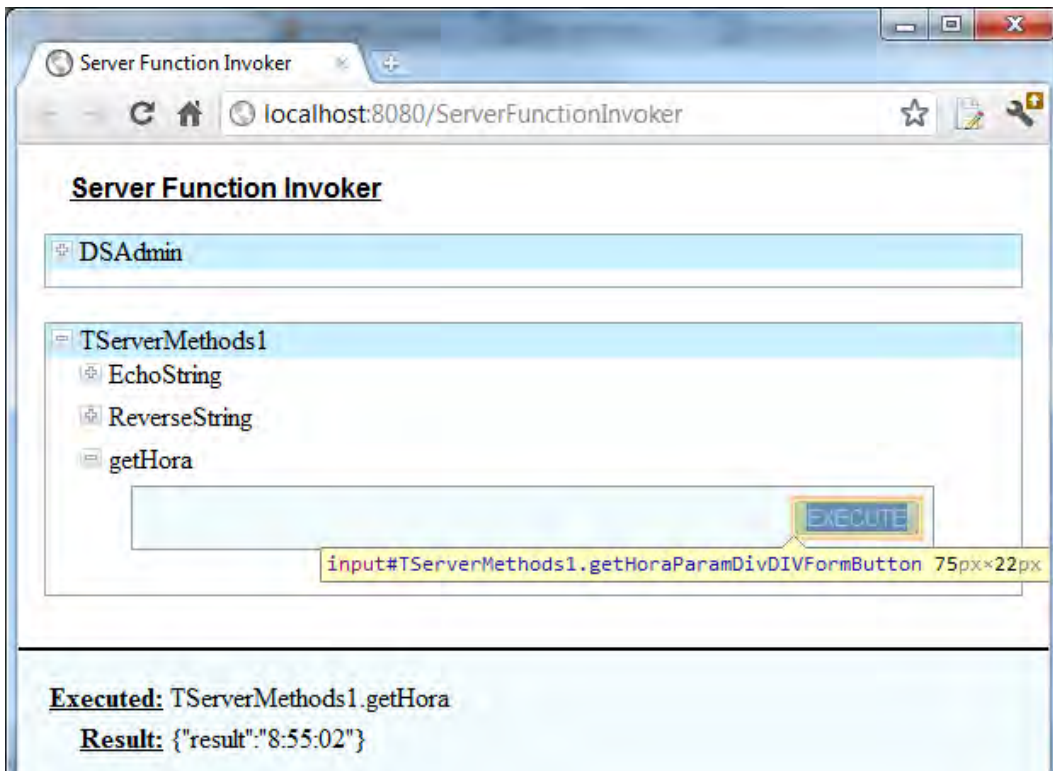 Server Function Invoker
localhost:8080/ServerFunctionInvoker
Server Function Invoker
DSAdmin
TServerMethods1
EchoString
ReverseString
getHora
EXECUTE
input#TServerMethods1.getHoraParamDivDIVFormButton 75px×22px
Executed: TServerMethods1.getHora
Result: {"result":"8:55:02"}